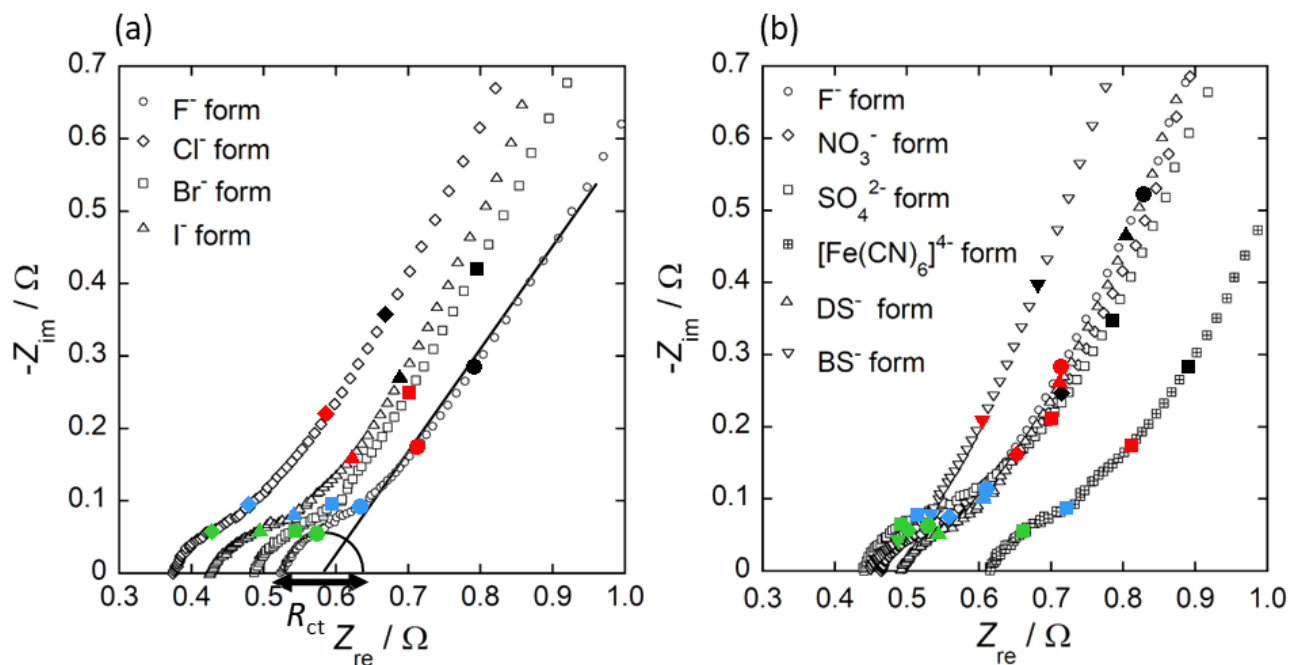 (a)
0.7
0.6
0.5
0.4
0.3
0.2
0.1
0
-Z_im / Ω
F⁻ form
Cl⁻ form
Br⁻ form
I⁻ form
0.3 0.4 0.5 0.6 0.7 0.8 0.9 1.0
R_ct
Z_re / Ω
(b)
0.7
0.6
0.5
0.4
0.3
0.2
0.1
0
-Z_im / Ω
F⁻ form
NO₃⁻ form
SO₄²⁻ form
[Fe(CN)₆]⁴⁻ form
DS⁻ form
BS⁻ form
0.3 0.4 0.5 0.6 0.7 0.8 0.9 1.0
Z_re / Ω